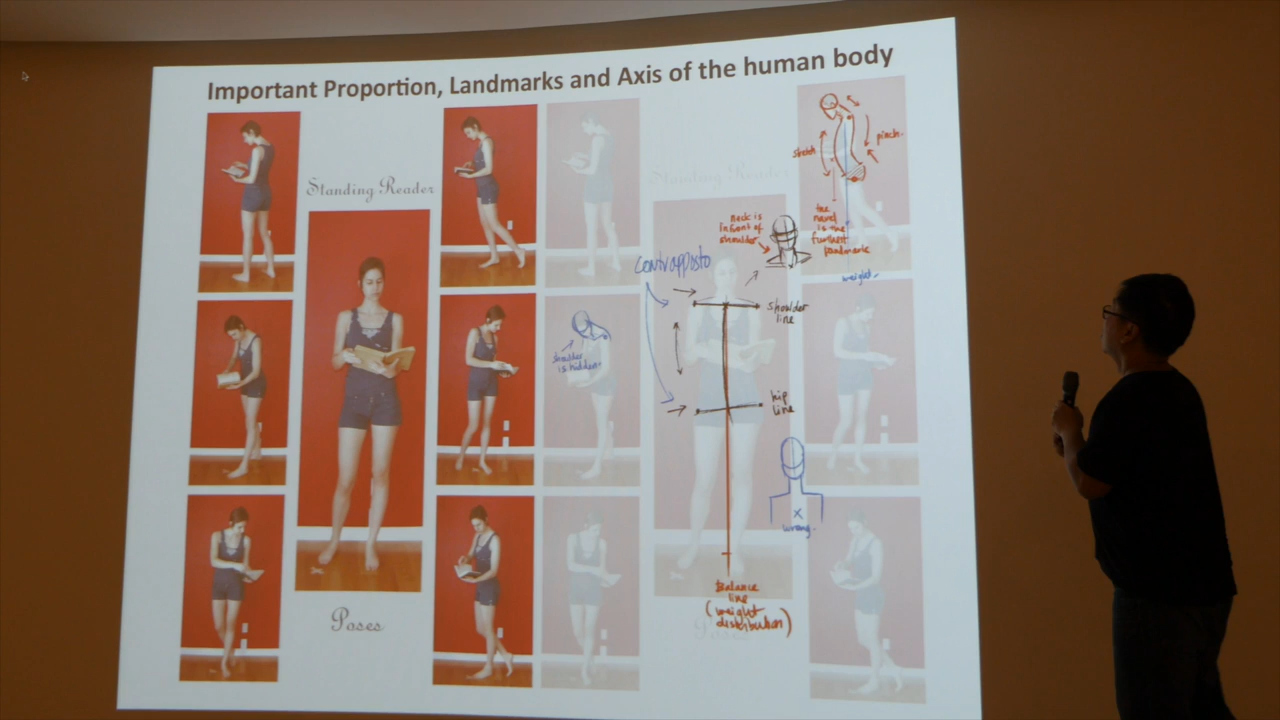 Important Proportion, Landmarks and Axis of the human body
Standing Reader
Poses
Standing Reader
Poses
stretch
pinch.
the
navel
is the
furthest
landmark
weight.
neck is
infront of
shoulder
contrapposto
shoulder
line
shoulder
is hidden.
hip
line
x
wrong.
Balance
line
(weight
distribution)